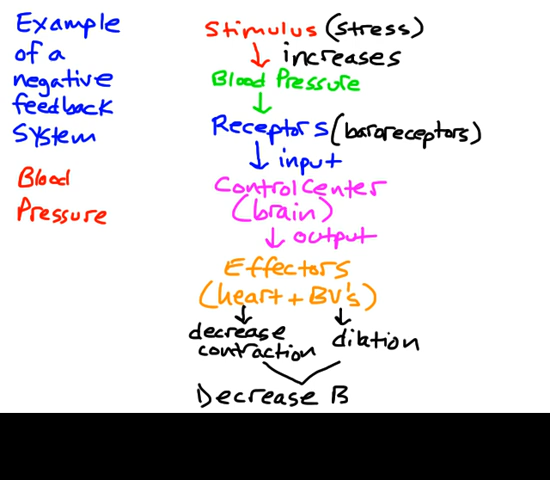 Example
of a
negative
feedback
System
Blood
Pressure
Stimulus (stress)
increases
Blood Pressure
Receptors (baroreceptors)
input
Control Center
(brain)
output
Effectors
(heart + BV's)
decrease
contraction
dilation
Decrease B